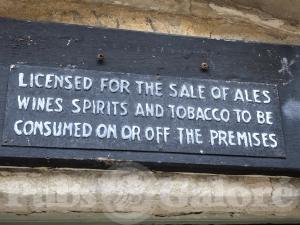 LICENSED FOR THE SALE OF ALES
WINES SPIRITS AND TOBACCO TO BE
CONSUMED ON OR OFF THE PREMISES
Pubs Galore